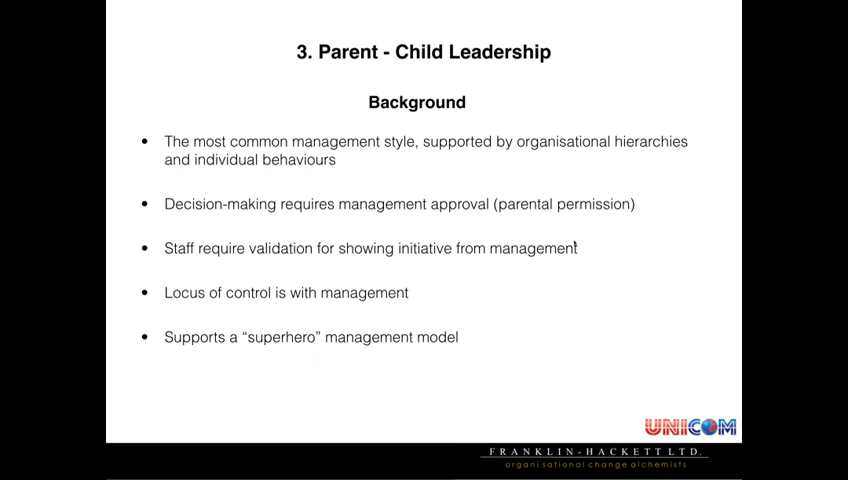 3. Parent - Child Leadership
Background
• The most common management style, supported by organisational hierarchies
and individual behaviours
• Decision-making requires management approval (parental permission)
• Staff require validation for showing initiative from management
• Locus of control is with management
• Supports a “superhero” management model
UNICOM
FRANKLIN-HACKETT LTD.
organisational change alchemists